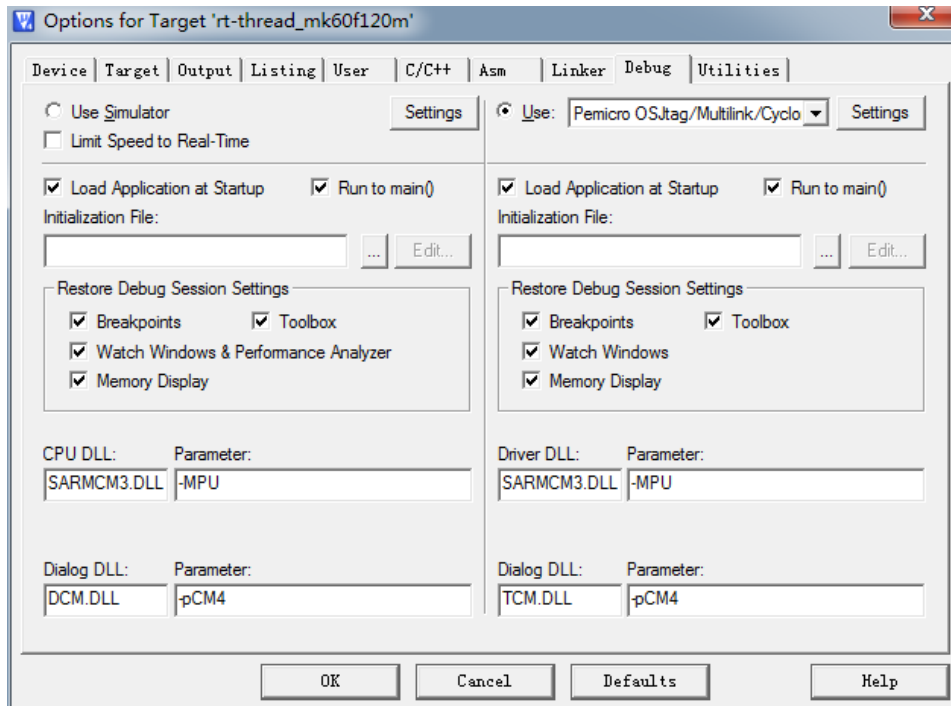 Options for Target 'rt-thread_mk60f120m'
Device Target Output Listing User C/C++ Asm Linker Debug Utilities
Use Simulator Settings Use: Pemicro OSJtag/Multilink/Cyclo Settings
Limit Speed to Real-Time
Load Application at Startup Run to main() Load Application at Startup Run to main()
Initialization File: Initialization File:
... Edit... ... Edit...
Restore Debug Session Settings Restore Debug Session Settings
Breakpoints Toolbox Breakpoints Toolbox
Watch Windows & Performance Analyzer Watch Windows
Memory Display Memory Display
CPU DLL: Parameter: Driver DLL: Parameter:
SARMCM3.DLL -MPU SARMCM3.DLL -MPU
Dialog DLL: Parameter: Dialog DLL: Parameter:
DCM.DLL -pCM4 TCM.DLL -pCM4
OK Cancel Defaults Help